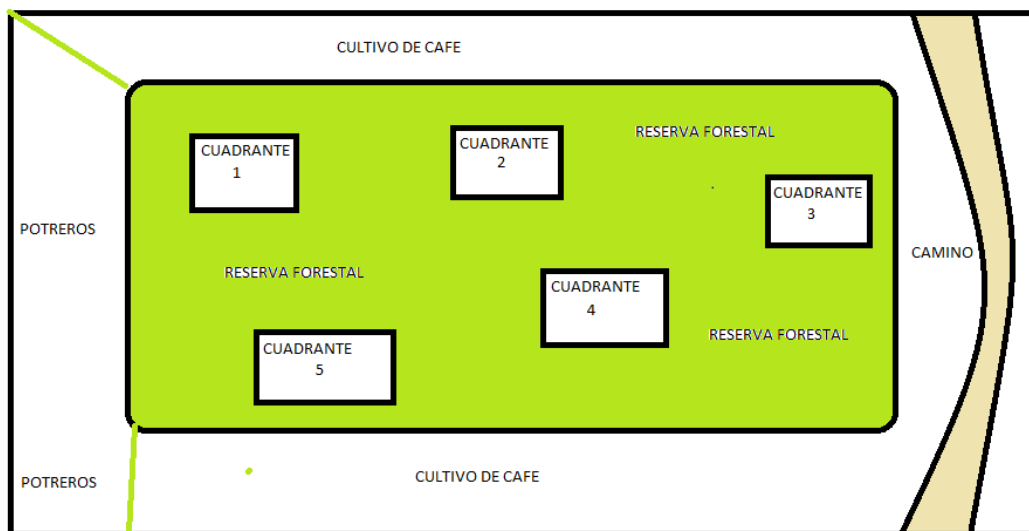 CULTIVO DE CAFE
RESERVA FORESTAL
CUADRANTE
1
CUADRANTE
2
CUADRANTE
3
POTREROS
CAMINO
RESERVA FORESTAL
CUADRANTE
4
RESERVA FORESTAL
CUADRANTE
5
POTREROS
CULTIVO DE CAFE